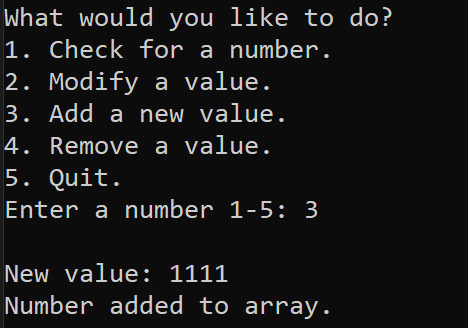 What would you like to do?
1. Check for a number.
2. Modify a value.
3. Add a new value.
4. Remove a value.
5. Quit.
Enter a number 1-5: 3
New value: 1111
Number added to array.